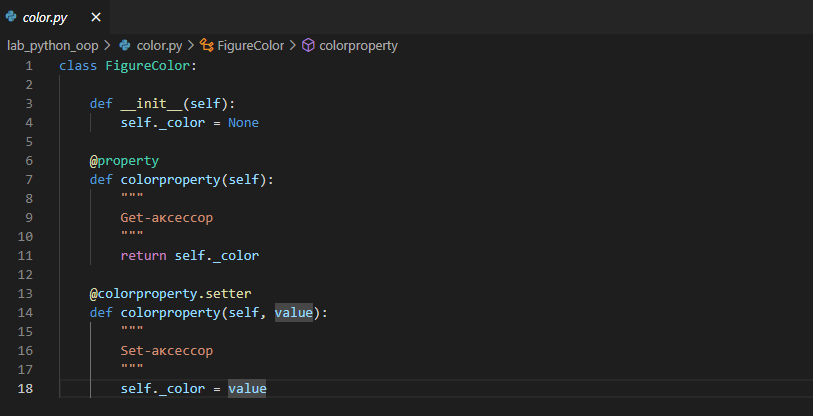 color.py ×
lab_python_oop > color.py > FigureColor > colorproperty
1 class FigureColor:
2
3     def __init__(self):
4         self._color = None
5
6     @property
7     def colorproperty(self):
8         """
9         Get-аксессор
10         """
11         return self._color
12
13     @colorproperty.setter
14     def colorproperty(self, value):
15         """
16         Set-аксессор
17         """
18         self._color = value